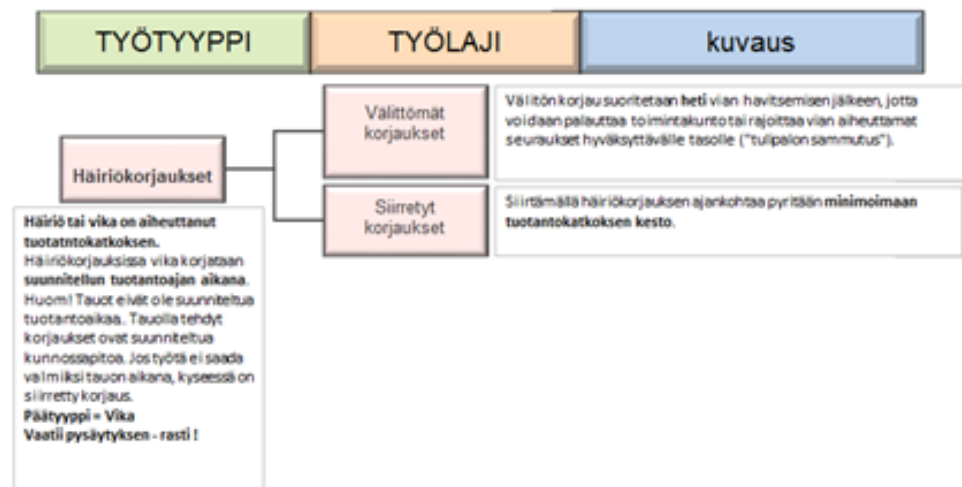 TYÖTYYPPI
TYÖLAJI
kuvaus
Välittömät
korjaukset
Välitön korjau suoritetaan heti vian havitsemisen jälkeen, jotta
voidaan palauttaa toimintakunto tai rajoittaa vian aiheuttamat
seuraukset hyväksyttävälle tasolle ("tulipalon sammutus").
Häiriökorjaukset
Siirretyt
korjaukset
Siirtämällä häiriökorjauksen ajankohtaa pyritään minimoimaan
tuotantokatkoksen kesto.
Häiriö tai vika on aiheuttanut
tuotatntokatkoksen.
Häiriökorjauksissa vika korjataan
suunnitellun tuotantoajan aikana.
Huom! Tauot eivät ole suunniteltua
tuotantoaikaa.. Tauolla tehdyt
korjaukset ovat suunniteltua
kunnossapitoa. Jos työtä ei saada
valmiiksi tauon aikana, kyseessä on
siirretty korjaus.
Päätyyppi = Vika
Vaatii pysäytyksen - rasti !